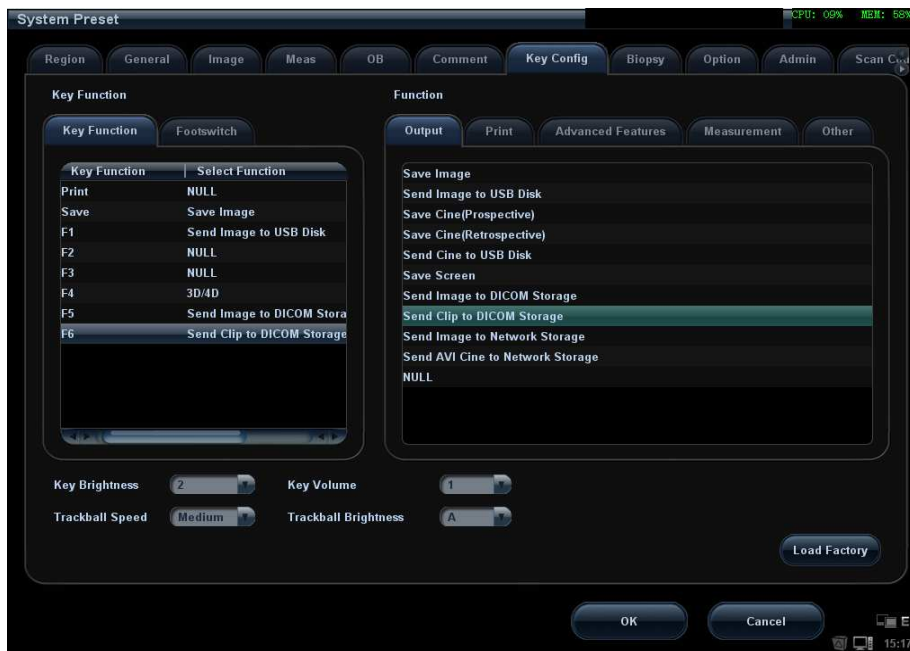 System Preset
CPU: 09% MEM: 58%
Region General Image Meas OB Comment Key Config Biopsy Option Admin Scan
Key Function Function
Key Function Footswitch Output Print Advanced Features Measurement Other
Key Function Select Function
Print NULL
Save Save Image
F1 Send Image to USB Disk
F2 NULL
F3 NULL
F4 3D/4D
F5 Send Image to DICOM Stora
F6 Send Clip to DICOM Storage
Save Image
Send Image to USB Disk
Save Cine(Prospective)
Save Cine(Retrospective)
Send Cine to USB Disk
Save Screen
Send Image to DICOM Storage
Send Clip to DICOM Storage
Send Image to Network Storage
Send AVI Cine to Network Storage
NULL
Key Brightness 2 Key Volume 1
Trackball Speed Medium Trackball Brightness A
Load Factory
OK Cancel
E
15:17